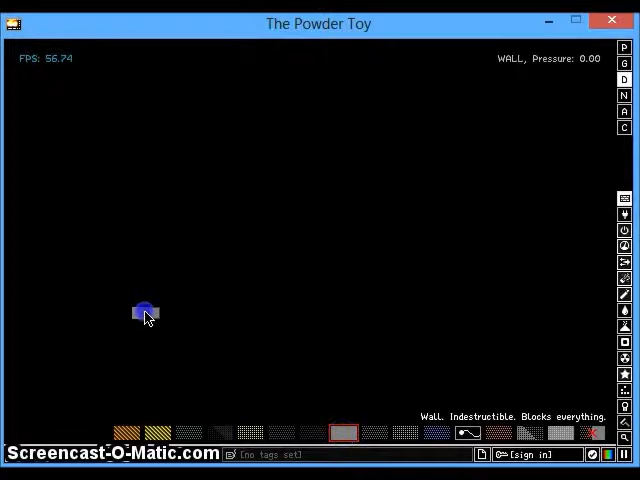 The Powder Toy
FPS: 56.74
WALL, Pressure: 0.00
P
G
D
N
A
C
Wall. Indestructible. Blocks everything.
Screencast-O-Matic.com
[no tags set]
[sign in]